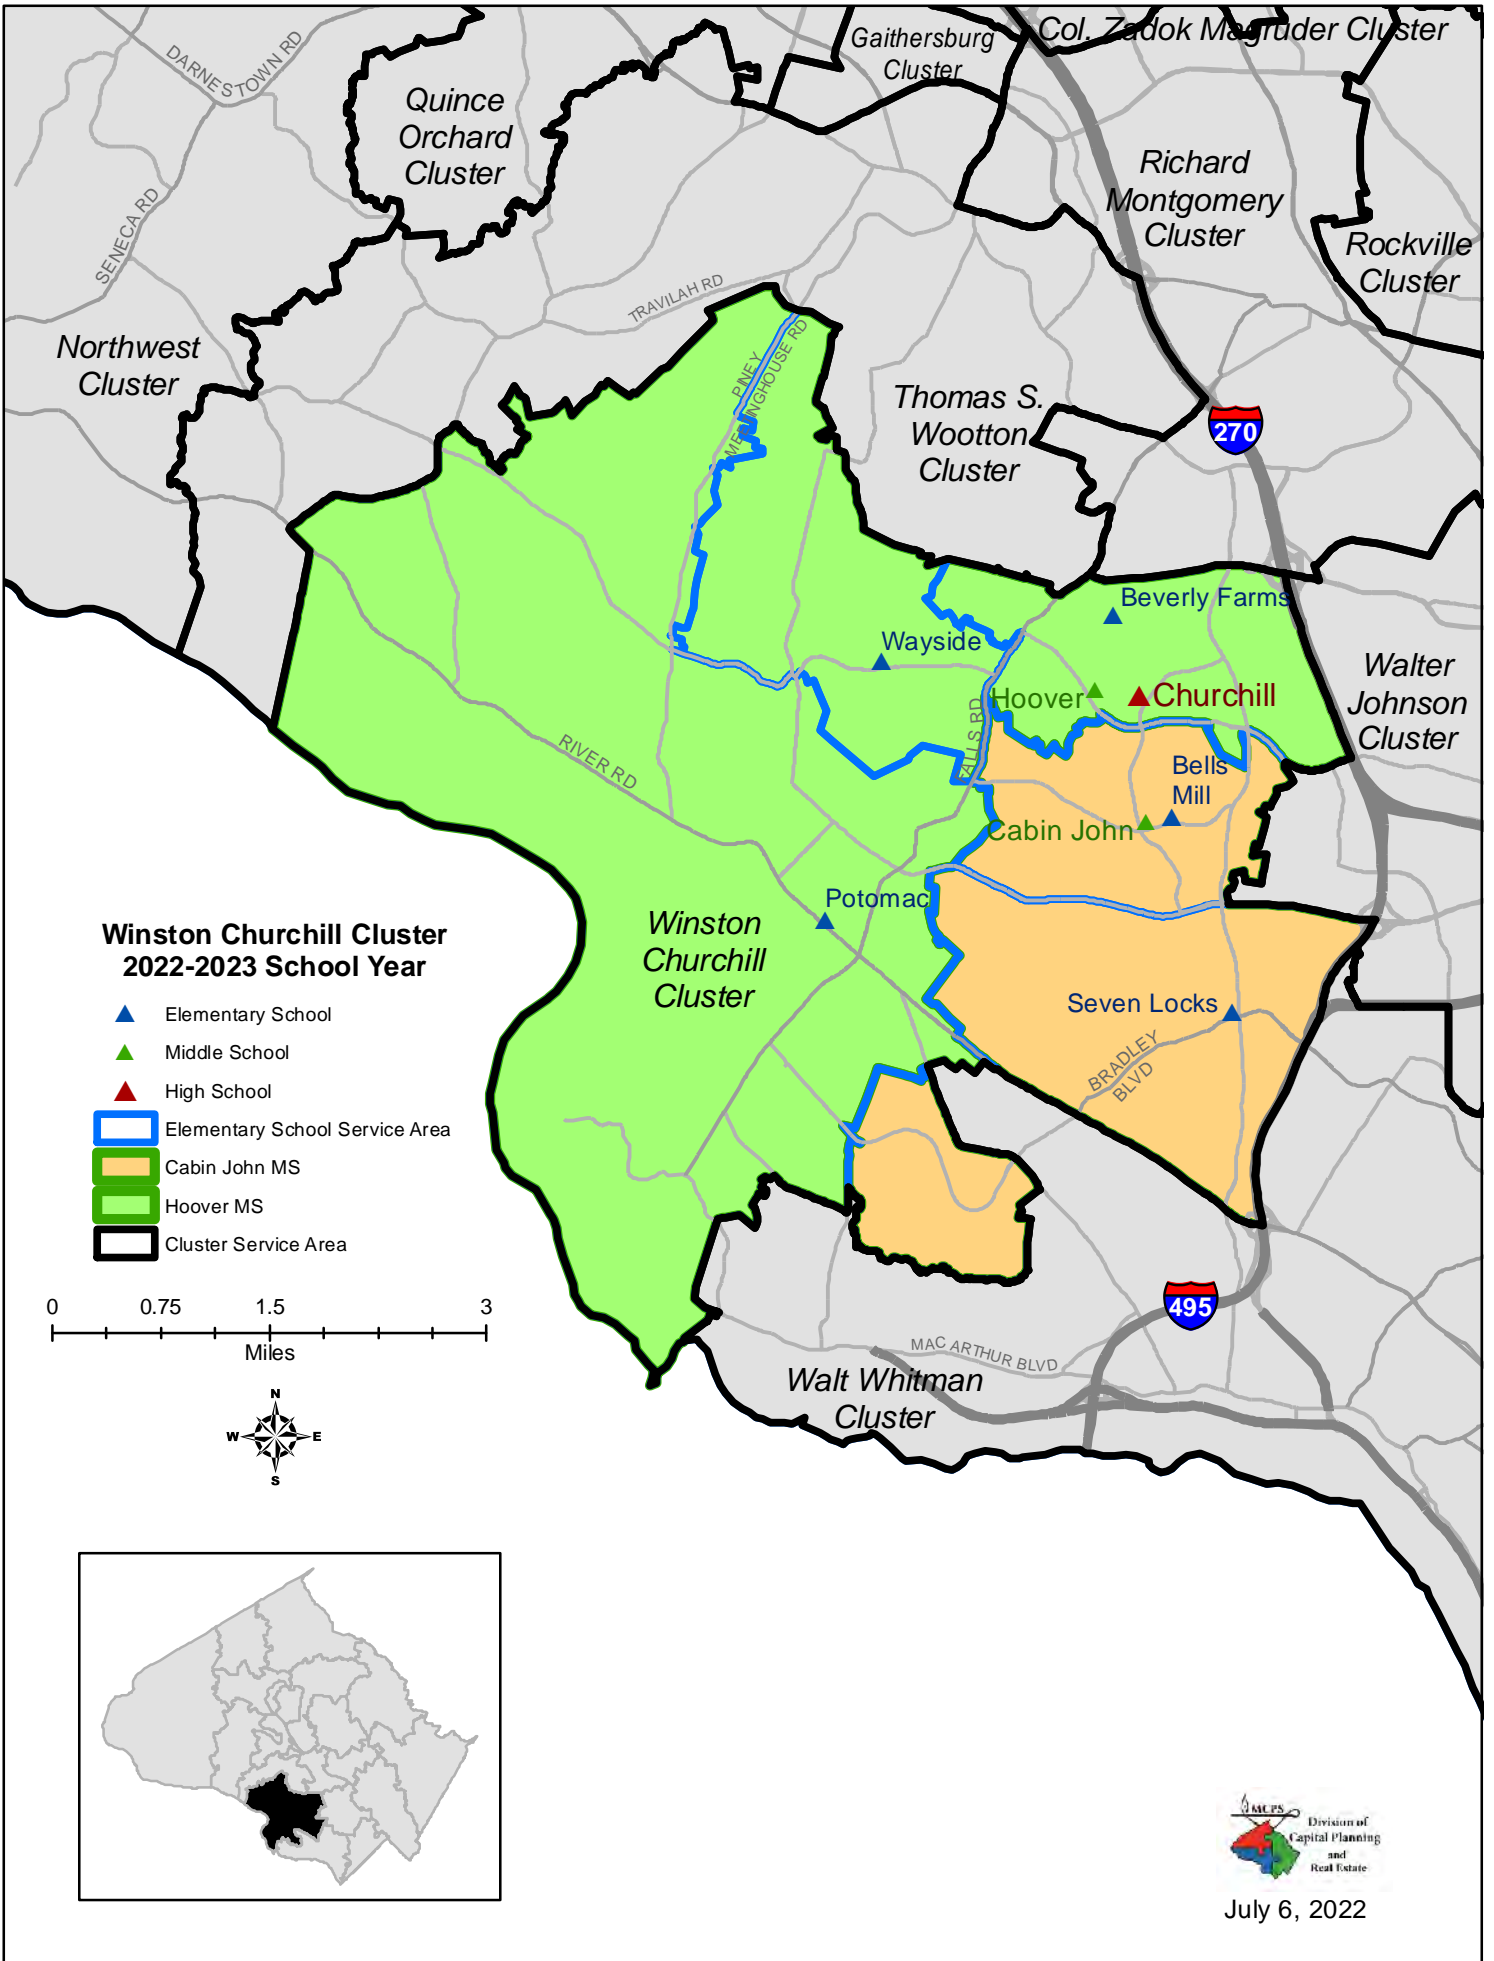 Gaithersburg
Cluster
Col. Zadok Magruder Cluster
DARNESTOWN RD
Quince
Orchard
Cluster
Richard
Montgomery
Cluster
SENECA RD
Rockville
Cluster
TRAVILAH RD
Northwest
Cluster
PINEY
MEETINGHOUSE RD
Thomas S.
Wootton
Cluster
270
Beverly Farms
Wayside
Walter
Johnson
Cluster
Hoover
Churchill
FALLS RD
RIVER RD
Bells
Mill
Cabin John
Potomac
Winston
Churchill
Cluster
Seven Locks
BRADLEY
BLVD
Winston Churchill Cluster
2022-2023 School Year
Elementary School
Middle School
High School
Elementary School Service Area
Cabin John MS
Hoover MS
Cluster Service Area
0 0.75 1.5 3
Miles
N
W E
S
495
MAC ARTHUR BLVD
Walt Whitman
Cluster
MCPS
Division of
Capital Planning
and
Real Estate
July 6, 2022